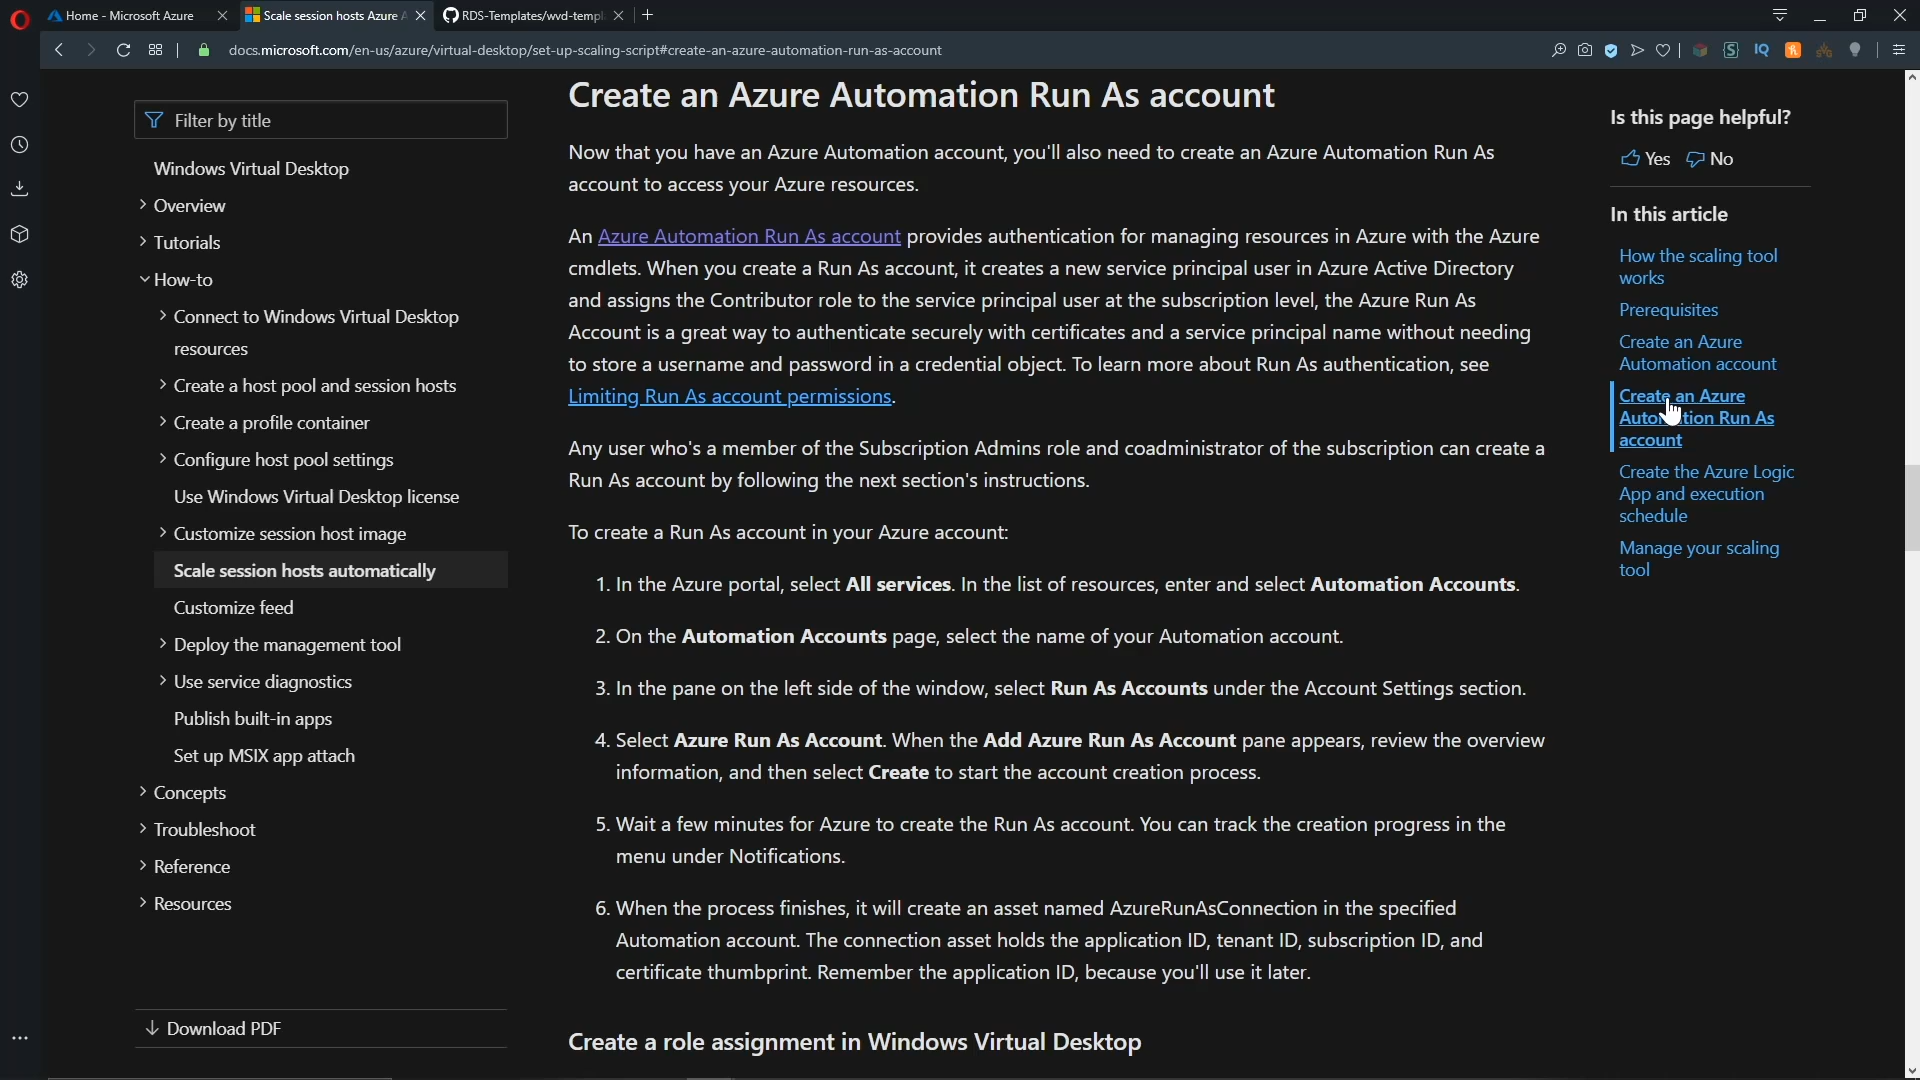 Home - Microsoft Azure
Scale session hosts Azure A
RDS-Templates/wvd-templ
docs.microsoft.com/en-us/azure/virtual-desktop/set-up-scaling-script#create-an-azure-automation-run-as-account
Filter by title
Windows Virtual Desktop
Overview
Tutorials
How-to
Connect to Windows Virtual Desktop
resources
Create a host pool and session hosts
Create a profile container
Configure host pool settings
Use Windows Virtual Desktop license
Customize session host image
Scale session hosts automatically
Customize feed
Deploy the management tool
Use service diagnostics
Publish built-in apps
Set up MSIX app attach
Concepts
Troubleshoot
Reference
Resources
Download PDF
Create an Azure Automation Run As account
Now that you have an Azure Automation account, you'll also need to create an Azure Automation Run As
account to access your Azure resources.
An Azure Automation Run As account provides authentication for managing resources in Azure with the Azure
cmdlets. When you create a Run As account, it creates a new service principal user in Azure Active Directory
and assigns the Contributor role to the service principal user at the subscription level, the Azure Run As
Account is a great way to authenticate securely with certificates and a service principal name without needing
to store a username and password in a credential object. To learn more about Run As authentication, see
Limiting Run As account permissions.
Any user who's a member of the Subscription Admins role and coadministrator of the subscription can create a
Run As account by following the next section's instructions.
To create a Run As account in your Azure account:
1. In the Azure portal, select All services. In the list of resources, enter and select Automation Accounts.
2. On the Automation Accounts page, select the name of your Automation account.
3. In the pane on the left side of the window, select Run As Accounts under the Account Settings section.
4. Select Azure Run As Account. When the Add Azure Run As Account pane appears, review the overview
information, and then select Create to start the account creation process.
5. Wait a few minutes for Azure to create the Run As account. You can track the creation progress in the
menu under Notifications.
6. When the process finishes, it will create an asset named AzureRunAsConnection in the specified
Automation account. The connection asset holds the application ID, tenant ID, subscription ID, and
certificate thumbprint. Remember the application ID, because you'll use it later.
Create a role assignment in Windows Virtual Desktop
Is this page helpful?
Yes No
In this article
How the scaling tool
works
Prerequisites
Create an Azure
Automation account
Create an Azure
Automation Run As
account
Create the Azure Logic
App and execution
schedule
Manage your scaling
tool